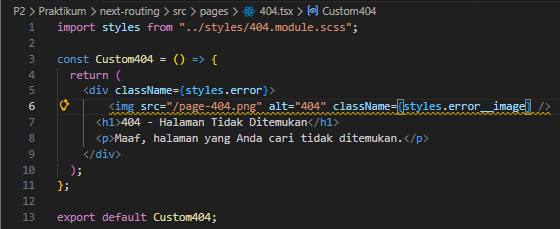 P2 > Praktikum > next-routing > src > pages > 404.tsx > Custom404
1 import styles from "../styles/404.module.scss";
2
3 const Custom404 = () => {
4   return (
5     <div className={styles.error}>
6       <img src="/page-404.png" alt="404" className={styles.error__image} />
7       <h1>404 - Halaman Tidak Ditemukan</h1>
8       <p>Maaf, halaman yang Anda cari tidak ditemukan.</p>
9     </div>
10   );
11 };
12
13 export default Custom404;